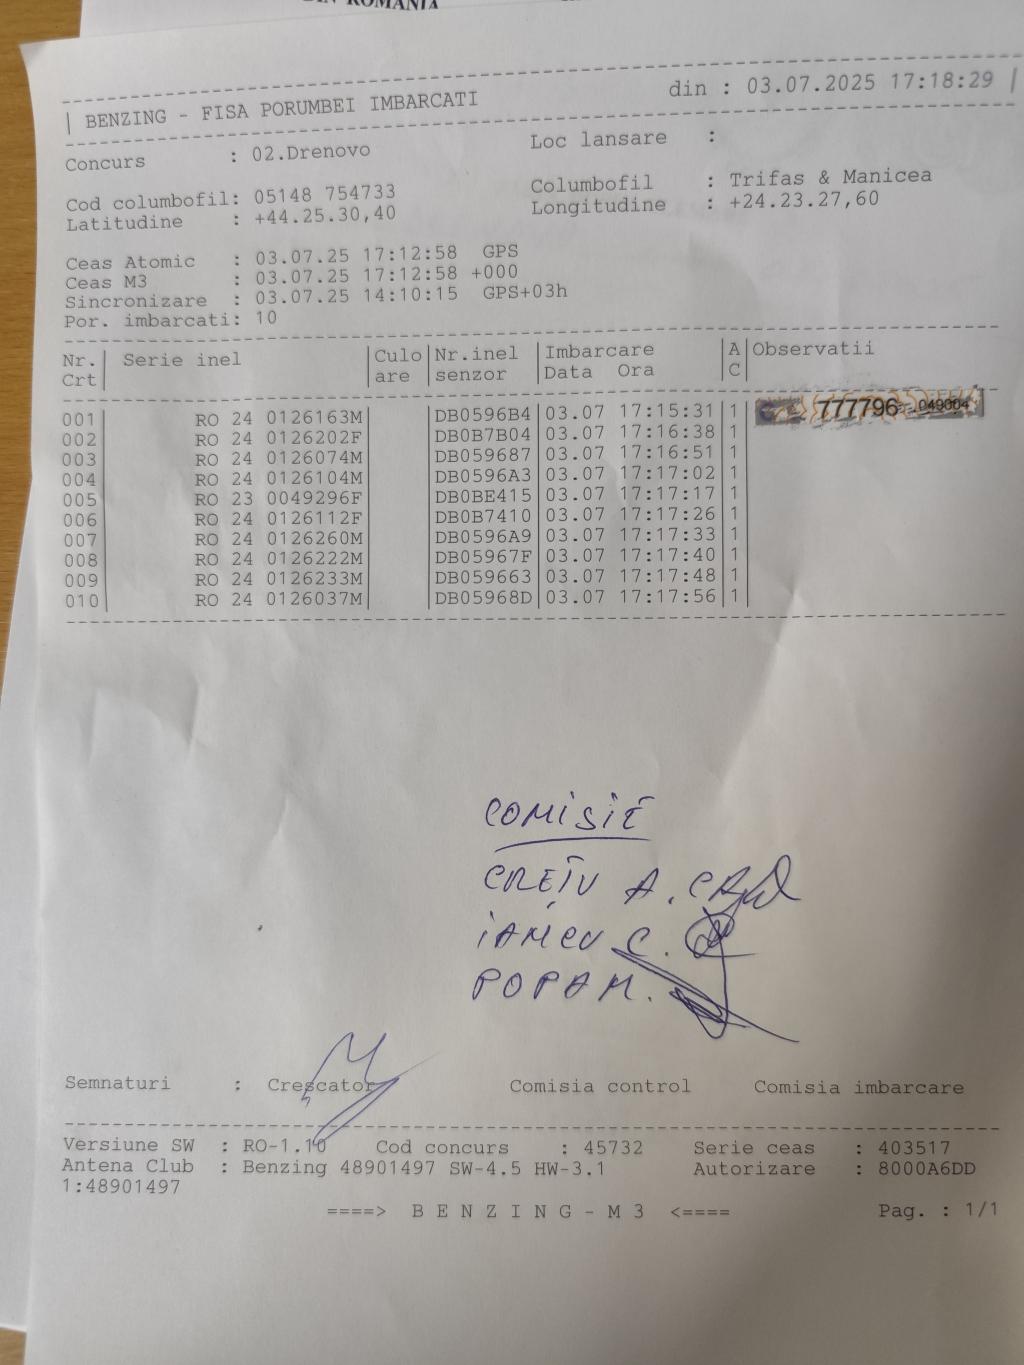 DIN ROMANIA
din : 03.07.2025 17:18:29 |
| BENZING - FISA PORUMBEI IMBARCATI
Concurs : 02.Drenovo Loc lansare :
Cod columbofil: 05148 754733 Columbofil : Trifas & Manicea
Latitudine : +44.25.30,40 Longitudine : +24.23.27,60
Ceas Atomic : 03.07.25 17:12:58 GPS
Ceas M3 : 03.07.25 17:12:58 +000
Sincronizare : 03.07.25 14:10:15 GPS+03h
Por. imbarcati: 10
Nr. | Serie inel | Culo | Nr.inel | Imbarcare | A | Observatii
Crt | | are | senzor | Data Ora | C |
001 | RO 24 0126163M | | DB0596B4 | 03.07 17:15:31 | 1 | 777796 049004
002 | RO 24 0126202F | | DB0B7B04 | 03.07 17:16:38 | 1 |
003 | RO 24 0126074M | | DB059687 | 03.07 17:16:51 | 1 |
004 | RO 24 0126104M | | DB0596A3 | 03.07 17:17:02 | 1 |
005 | RO 23 0049296F | | DB0BE415 | 03.07 17:17:17 | 1 |
006 | RO 24 0126112F | | DB0B7410 | 03.07 17:17:26 | 1 |
007 | RO 24 0126260M | | DB0596A9 | 03.07 17:17:33 | 1 |
008 | RO 24 0126222M | | DB05967F | 03.07 17:17:40 | 1 |
009 | RO 24 0126233M | | DB059663 | 03.07 17:17:48 | 1 |
010 | RO 24 0126037M | | DB05968D | 03.07 17:17:56 | 1 |
COMISIE
CREȚU A.
IANCU C.
POPA M.
Semnaturi : Crescator Comisia control Comisia imbarcare
Versiune SW : RO-1.10 Cod concurs : 45732 Serie ceas : 403517
Antena Club : Benzing 48901497 SW-4.5 HW-3.1 Autorizare : 8000A6DD
1:48901497
====> B E N Z I N G - M 3 <==== Pag. : 1/1